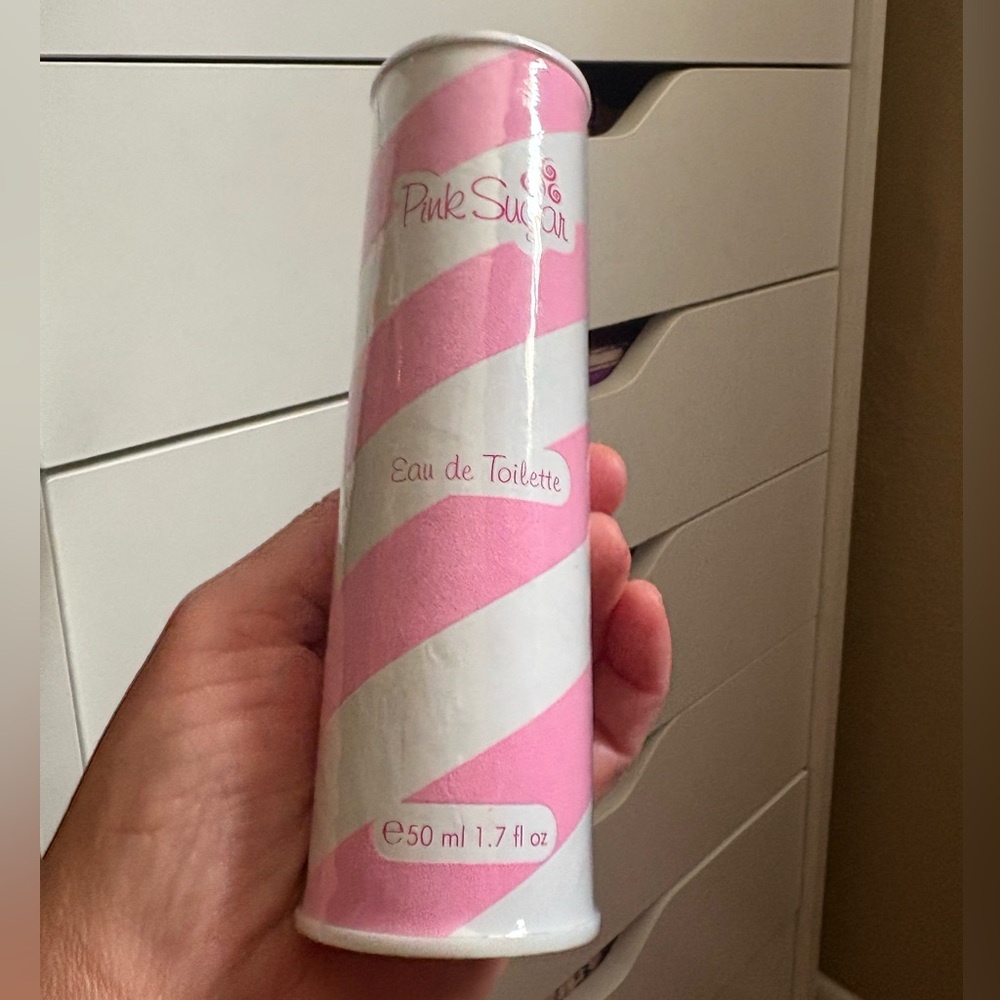 Pink Sugar
Eau de Toilette
℮50 ml 1.7 fl oz